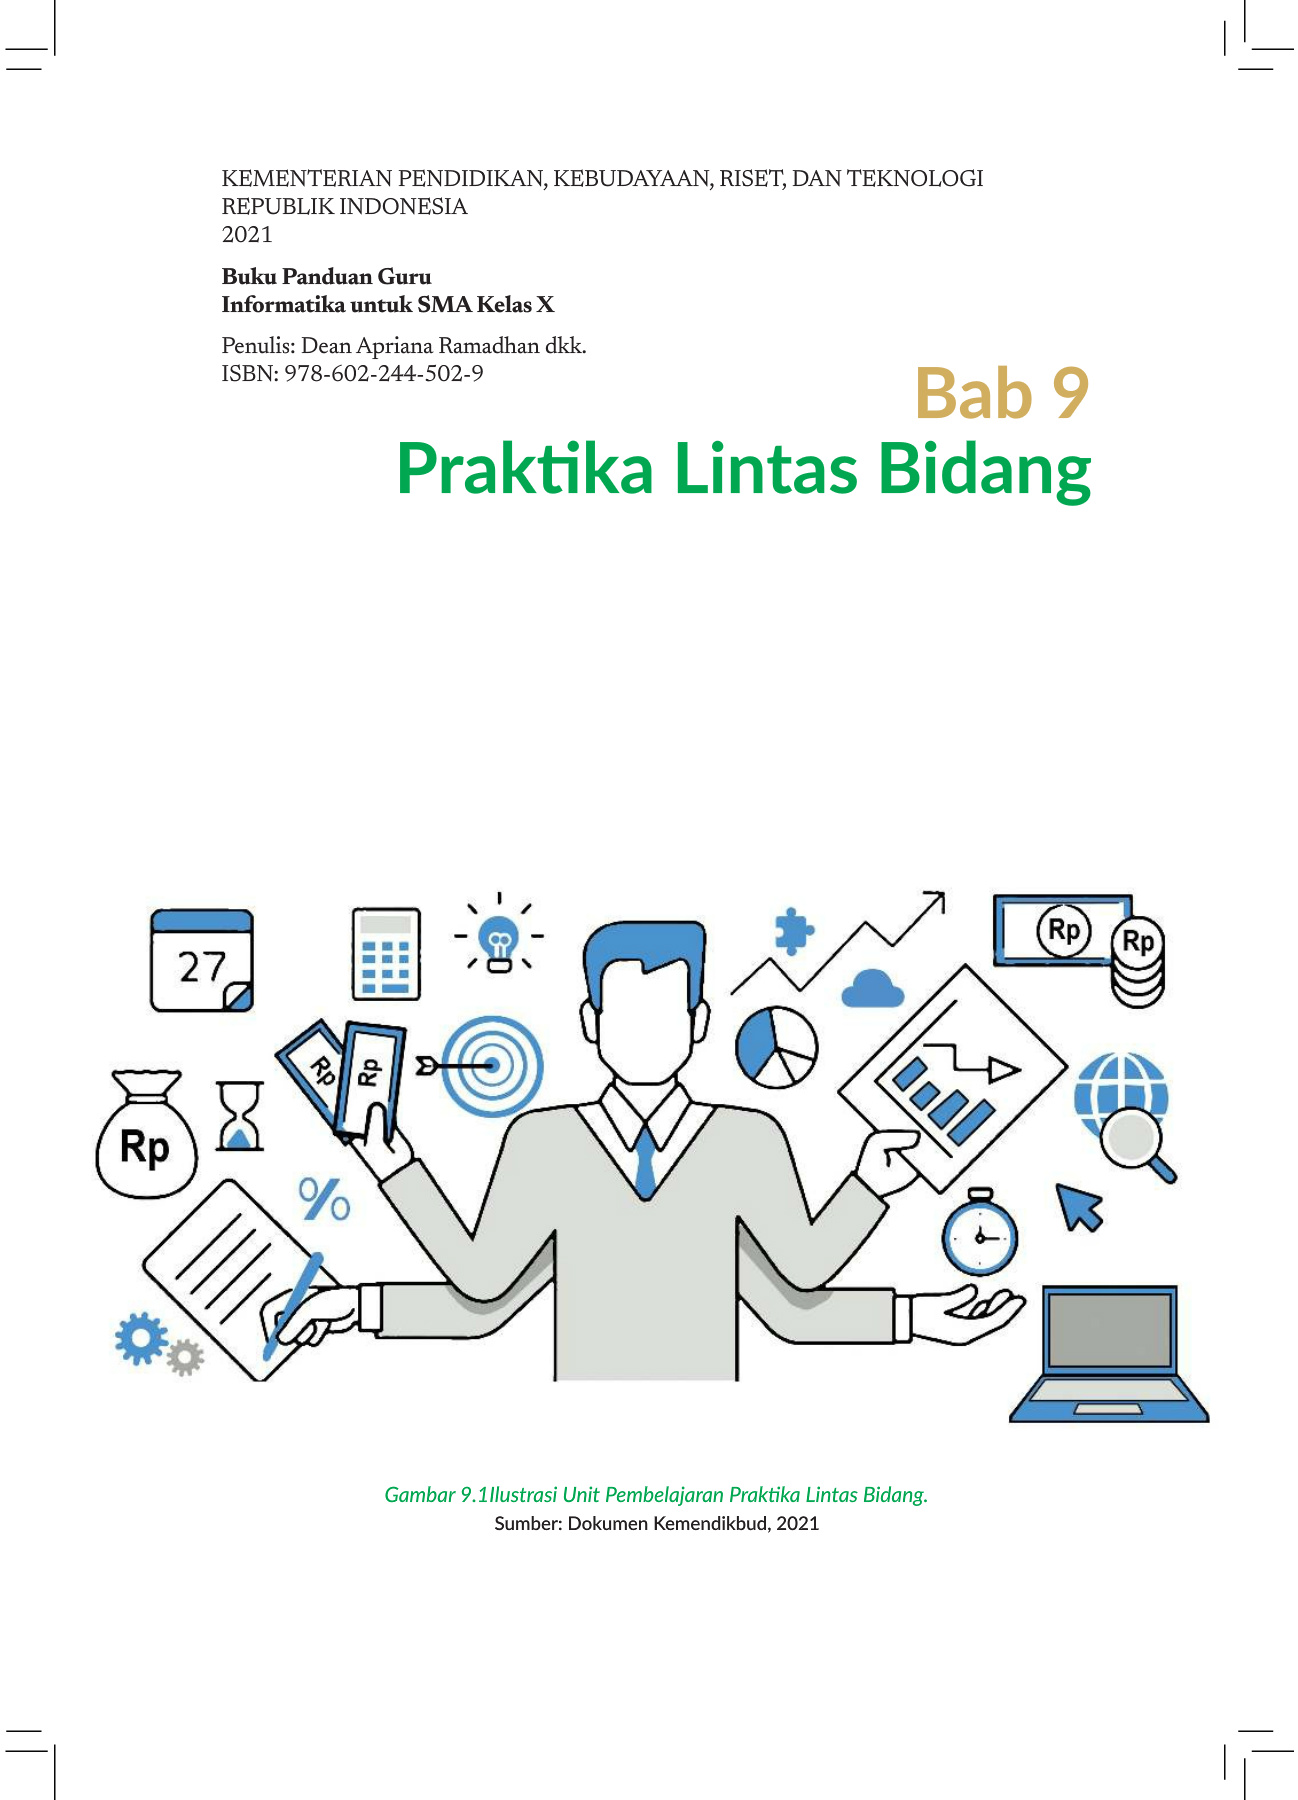 KEMENTERIAN PENDIDIKAN, KEBUDAYAAN, RISET, DAN TEKNOLOGI
REPUBLIK INDONESIA
2021
Buku Panduan Guru
Informatika untuk SMA Kelas X
Penulis: Dean Apriana Ramadhan dkk.
ISBN: 978-602-244-502-9
Bab 9
Praktika Lintas Bidang
27
Rp
Rp
Rp
Rp
Rp
%
Gambar 9.1Ilustrasi Unit Pembelajaran Praktika Lintas Bidang.
Sumber: Dokumen Kemendikbud, 2021